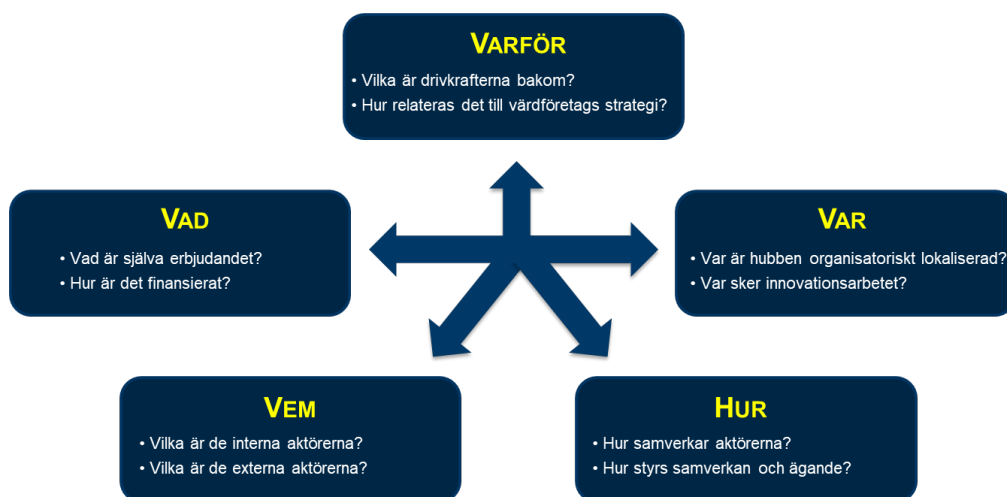 VARFÖR
• Vilka är drivkrafterna bakom?
• Hur relateras det till värdföretags strategi?
VAD
• Vad är själva erbjudandet?
• Hur är det finansierat?
VAR
• Var är hubben organisatoriskt lokaliserad?
• Var sker innovationsarbetet?
VEM
• Vilka är de interna aktörerna?
• Vilka är de externa aktörerna?
HUR
• Hur samverkar aktörerna?
• Hur styrs samverkan och ägande?